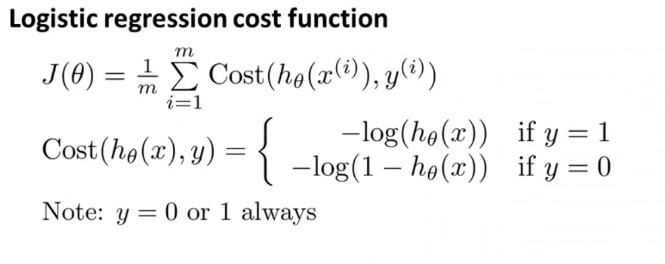 Logistic regression cost function
J(θ) = 1/m Σ_{i=1}^{m} Cost(h_θ(x^{(i)}), y^{(i)})
Cost(h_θ(x), y) = { −log(h_θ(x)) if y = 1
−log(1 − h_θ(x)) if y = 0
Note: y = 0 or 1 always